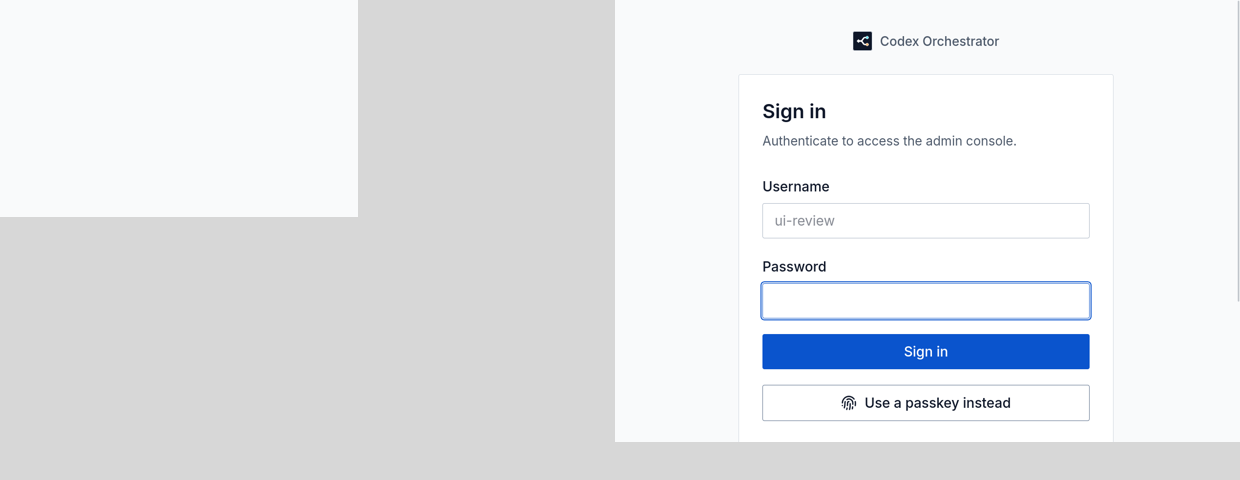 Codex Orchestrator
Sign in
Authenticate to access the admin console.
Username
ui-review
Password
Sign in
Use a passkey instead